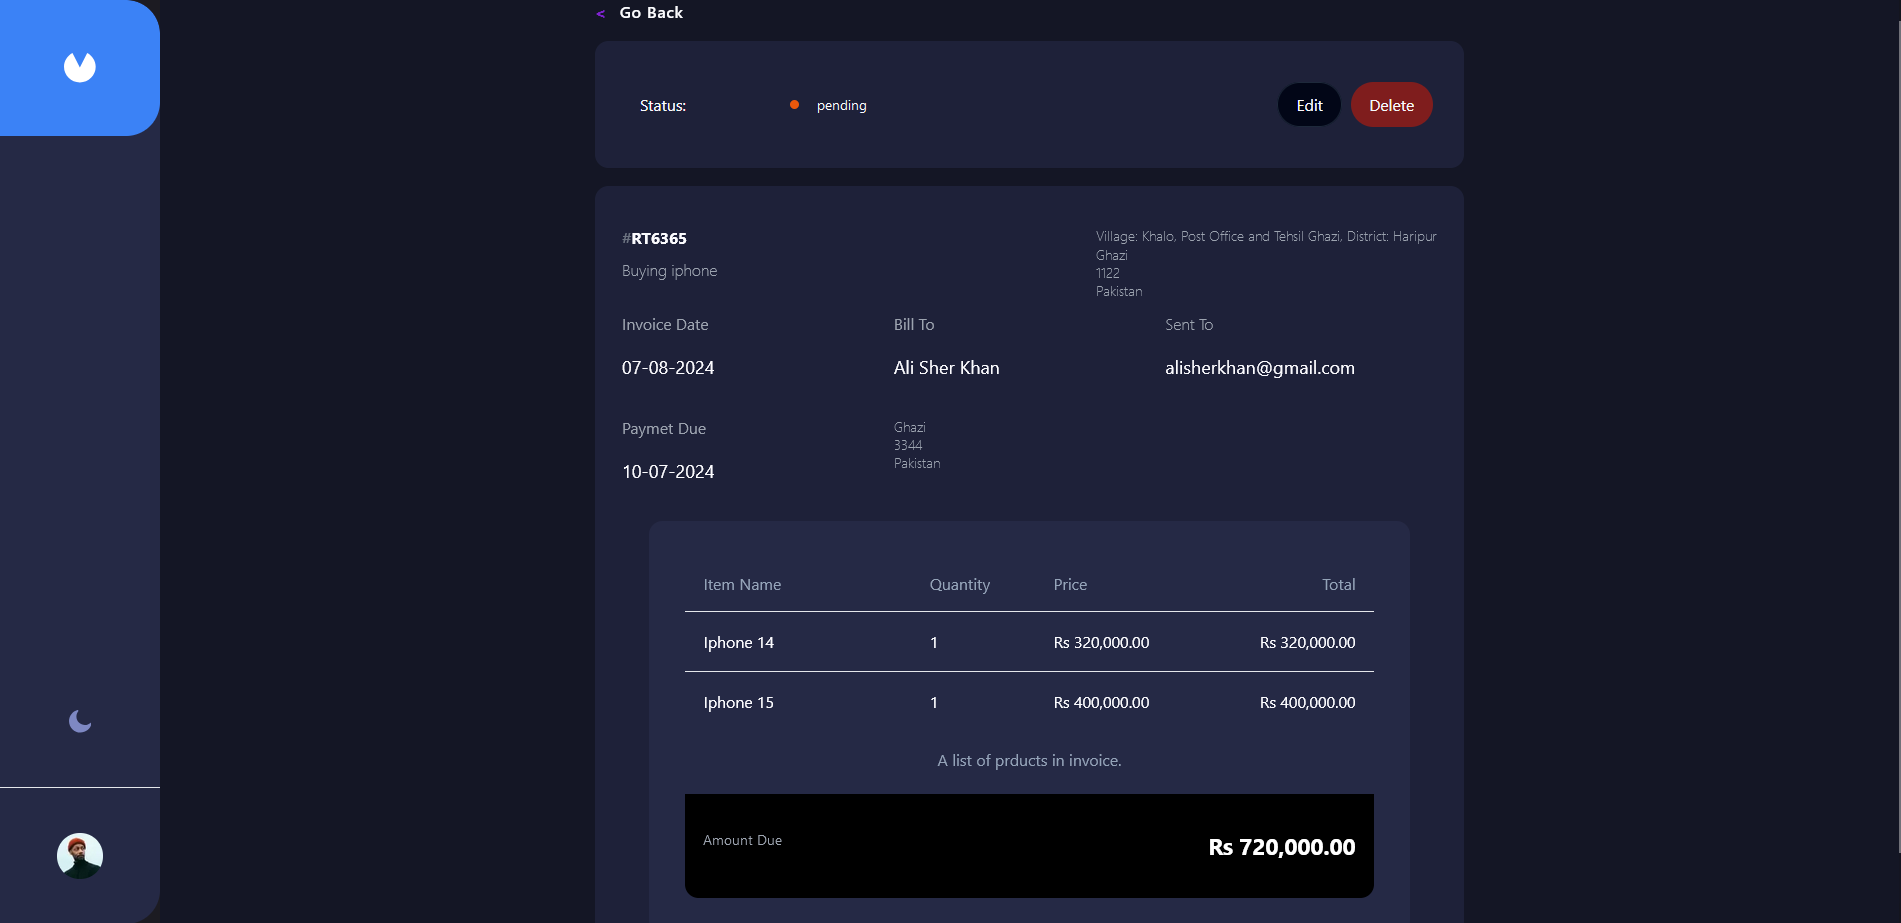 < Go Back
Status: pending Edit Delete
#RT6365
Buying iphone
Village: Khalo, Post Office and Tehsil Ghazi, District: Haripur
Ghazi
1122
Pakistan
Invoice Date Bill To Sent To
07-08-2024 Ali Sher Khan alisherkhan@gmail.com
Paymet Due
10-07-2024
Ghazi
3344
Pakistan
Item Name Quantity Price Total
Iphone 14 1 Rs 320,000.00 Rs 320,000.00
Iphone 15 1 Rs 400,000.00 Rs 400,000.00
A list of prducts in invoice.
Amount Due Rs 720,000.00